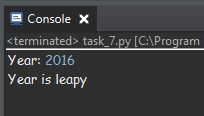 Console
<terminated> task_7.py [C:\Program
Year: 2016
Year is leapy